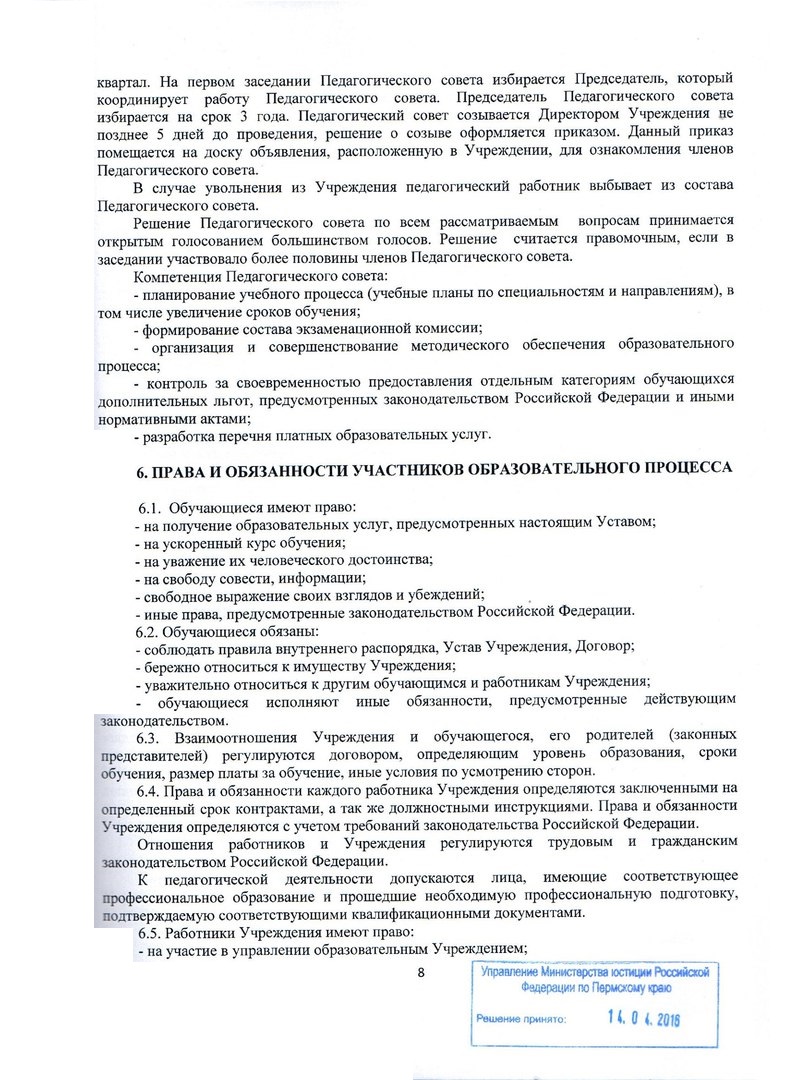 квартал. На первом заседании Педагогического совета избирается Председатель, который
координирует работу Педагогического совета. Председатель Педагогического совета
избирается на срок 3 года. Педагогический совет созывается Директором Учреждения не
позднее 5 дней до проведения, решение о созыве оформляется приказом. Данный приказ
помещается на доску объявления, расположенную в Учреждении, для ознакомления членов
Педагогического совета.
В случае увольнения из Учреждения педагогический работник выбывает из состава
Педагогического совета.
Решение Педагогического совета по всем рассматриваемым вопросам принимается
открытым голосованием большинством голосов. Решение считается правомочным, если в
заседании участвовало более половины членов Педагогического совета.
Компетенция Педагогического совета:
- планирование учебного процесса (учебные планы по специальностям и направлениям), в
том числе увеличение сроков обучения;
- формирование состава экзаменационной комиссии;
- организация и совершенствование методического обеспечения образовательного
процесса;
- контроль за своевременностью предоставления отдельным категориям обучающихся
дополнительных льгот, предусмотренных законодательством Российской Федерации и иными
нормативными актами;
- разработка перечня платных образовательных услуг.
6. ПРАВА И ОБЯЗАННОСТИ УЧАСТНИКОВ ОБРАЗОВАТЕЛЬНОГО ПРОЦЕССА
6.1. Обучающиеся имеют право:
- на получение образовательных услуг, предусмотренных настоящим Уставом;
- на ускоренный курс обучения;
- на уважение их человеческого достоинства;
- на свободу совести, информации;
- свободное выражение своих взглядов и убеждений;
- иные права, предусмотренные законодательством Российской Федерации.
6.2. Обучающиеся обязаны:
- соблюдать правила внутреннего распорядка, Устав Учреждения, Договор;
- бережно относиться к имуществу Учреждения;
- уважительно относиться к другим обучающимся и работникам Учреждения;
- обучающиеся исполняют иные обязанности, предусмотренные действующим
законодательством.
6.3. Взаимоотношения Учреждения и обучающегося, его родителей (законных
представителей) регулируются договором, определяющим уровень образования, сроки
обучения, размер платы за обучение, иные условия по усмотрению сторон.
6.4. Права и обязанности каждого работника Учреждения определяются заключенными на
определенный срок контрактами, а так же должностными инструкциями. Права и обязанности
Учреждения определяются с учетом требований законодательства Российской Федерации.
Отношения работников и Учреждения регулируются трудовым и гражданским
законодательством Российской Федерации.
К педагогической деятельности допускаются лица, имеющие соответствующее
профессиональное образование и прошедшие необходимую профессиональную подготовку,
подтверждаемую соответствующими квалификационными документами.
6.5. Работники Учреждения имеют право:
- на участие в управлении образовательным Учреждением;
8
Управление Министерства юстиции Российской
Федерации по Пермскому краю
Решение принято: 14.04.2016